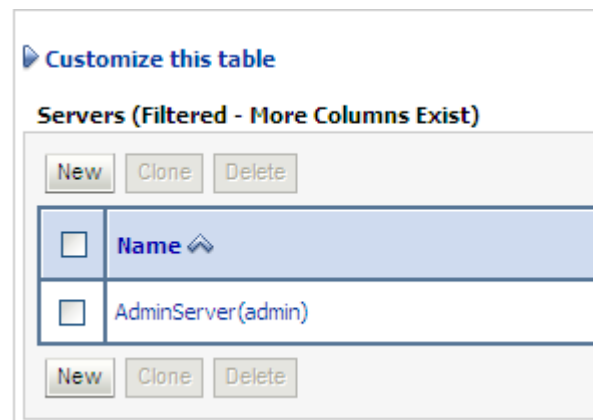 Customize this table
Servers (Filtered - More Columns Exist)
New Clone Delete
Name
AdminServer(admin)
New Clone Delete